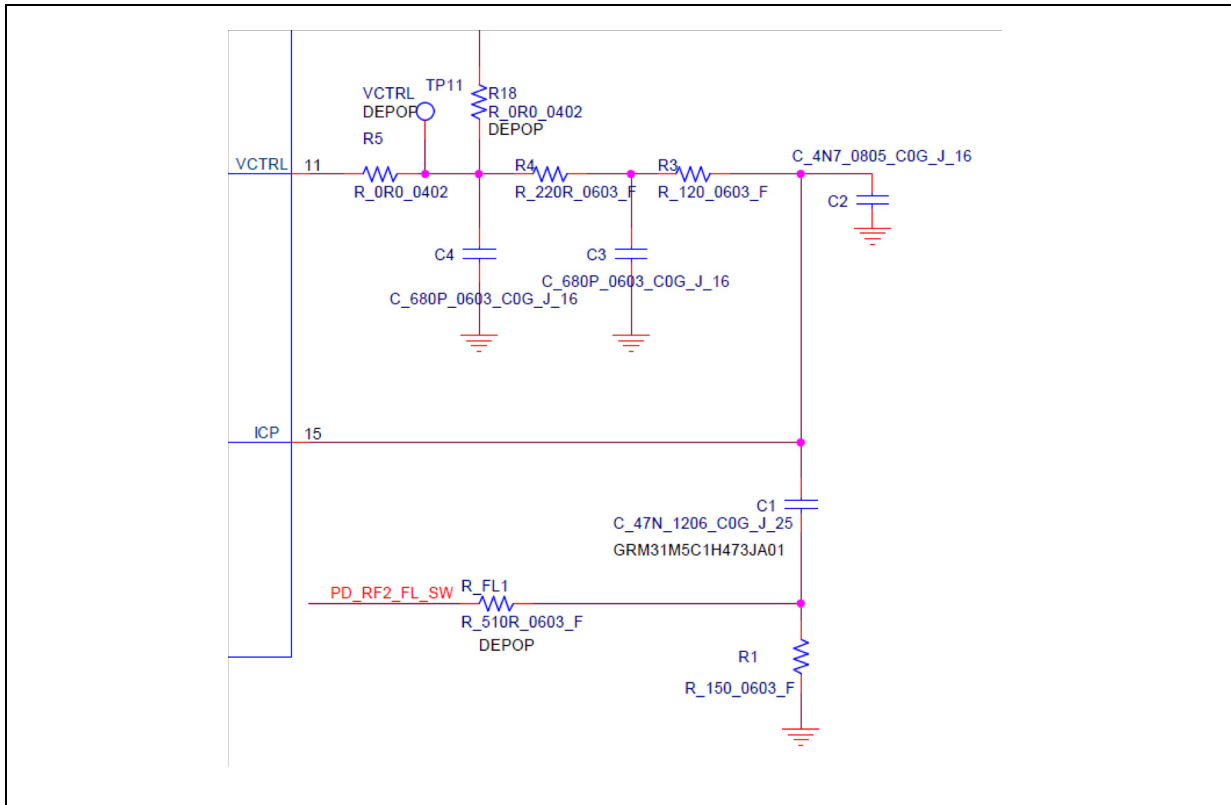 VCTRL
TP11
DEPOP
R18
R_0R0_0402
DEPOP
R5
VCTRL
11
R_0R0_0402
R4
R_220R_0603_F
R3
R_120_0603_F
C_4N7_0805_C0G_J_16
C2
C4
C_680P_0603_C0G_J_16
C3
C_680P_0603_C0G_J_16
ICP
15
C1
C_47N_1206_C0G_J_25
GRM31M5C1H473JA01
PD_RF2_FL_SW
R_FL1
R_510R_0603_F
DEPOP
R1
R_150_0603_F